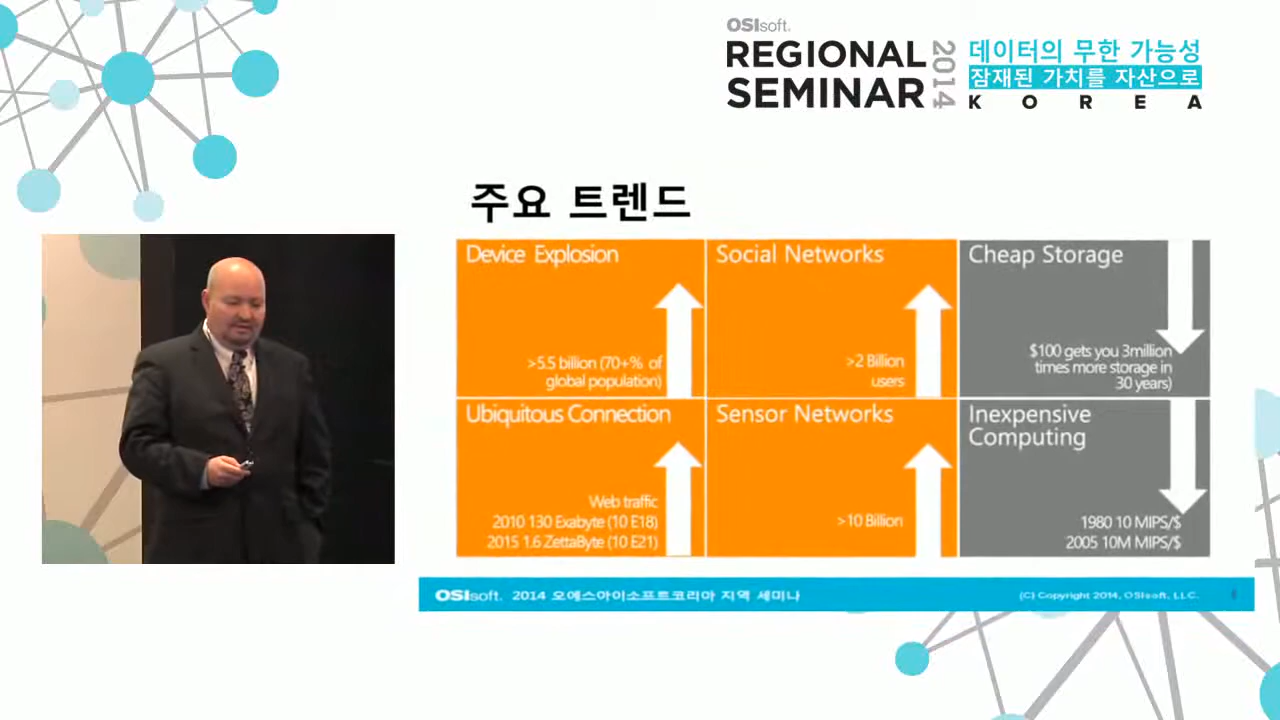 OSIsoft.
REGIONAL
SEMINAR
2014
데이터의 무한 가능성
잠재된 가치를 자산으로
KOREA
주요 트렌드
Device Explosion
>5.5 billion (70+% of
global population)
Social Networks
>2 Billion
users
Cheap Storage
$100 gets you 3million
times more storage in
30 years)
Ubiquitous Connection
Web traffic
2010 130 Exabyte (10 E18)
2015 1.6 ZettaByte (10 E21)
Sensor Networks
>10 Billion
Inexpensive
Computing
1980 10 MIPS/$
2005 10M MIPS/$
OSIsoft. 2014 오에스아이소프트코리아 지역 세미나
(C) Copyright 2014, OSIsoft, LLC.